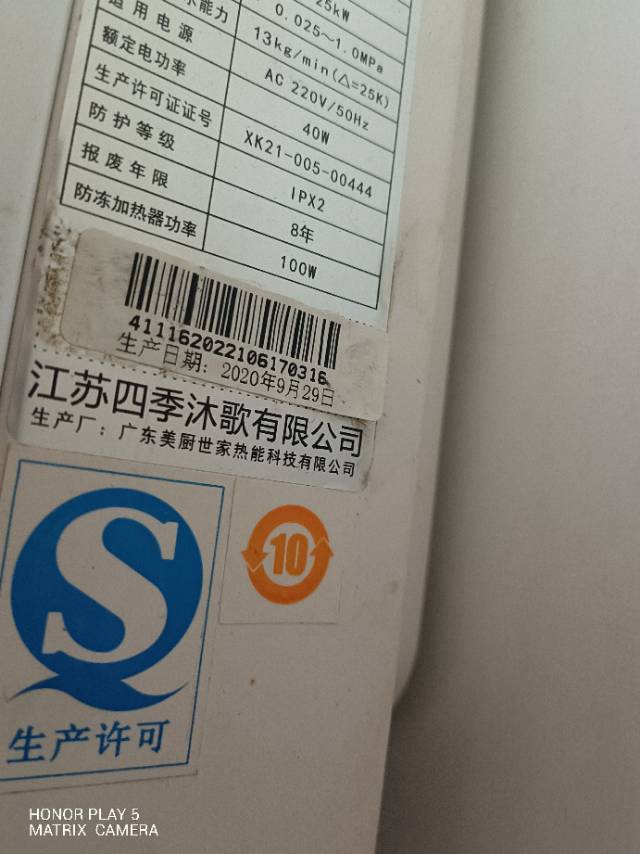 25kW
水能力
0.025~1.0MPa
适用电源
13kg/min(△=25K)
额定电功率
AC 220V/50Hz
生产许可证证号
40W
防护等级
XK21-005-00444
报废年限
IPX2
防冻加热器功率
8年
100W
411162022106170316
生产日期: 2020年9月29日
江苏四季沐歌有限公司
生产厂: 广东美厨世家热能科技有限公司
10
S
生产许可
HONOR PLAY 5
MATRIX CAMERA